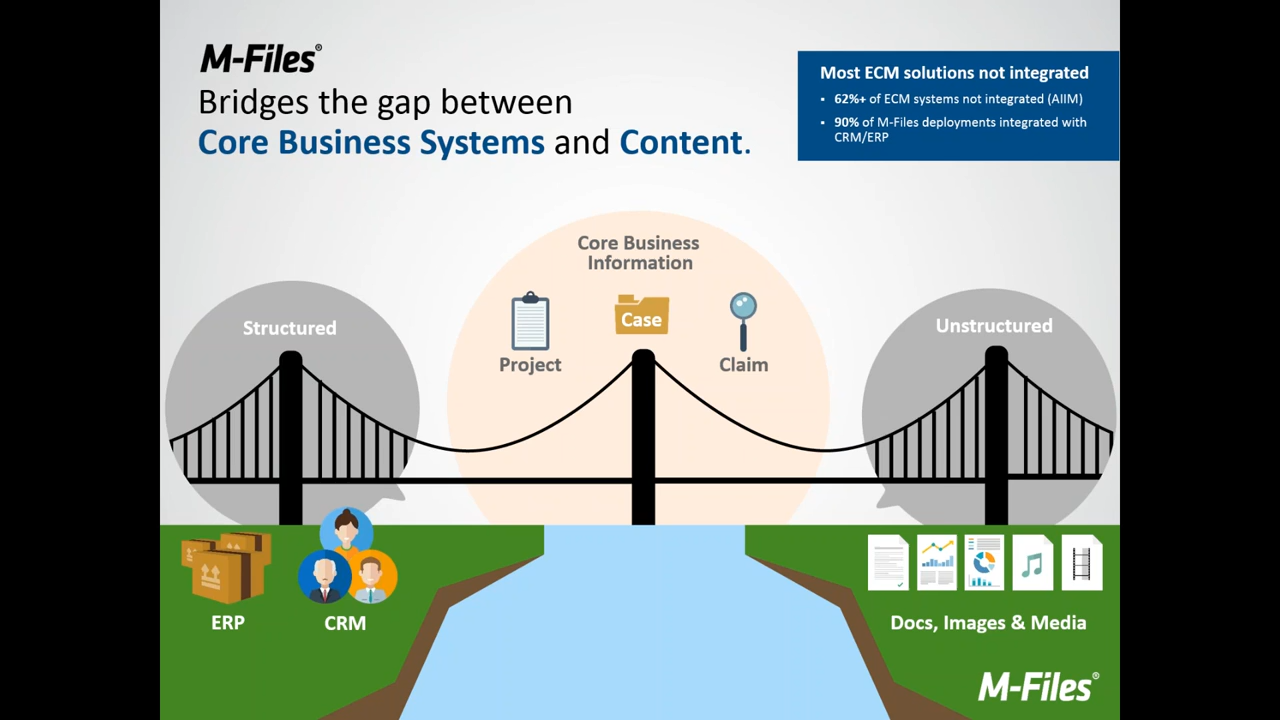 M-Files®
Bridges the gap between
Core Business Systems and Content.
Most ECM solutions not integrated
▪ 62%+ of ECM systems not integrated (AIIM)
▪ 90% of M-Files deployments integrated with
CRM/ERP
Core Business
Information
Structured
Project
Case
Claim
Unstructured
ERP
CRM
Docs, Images & Media
M-Files®